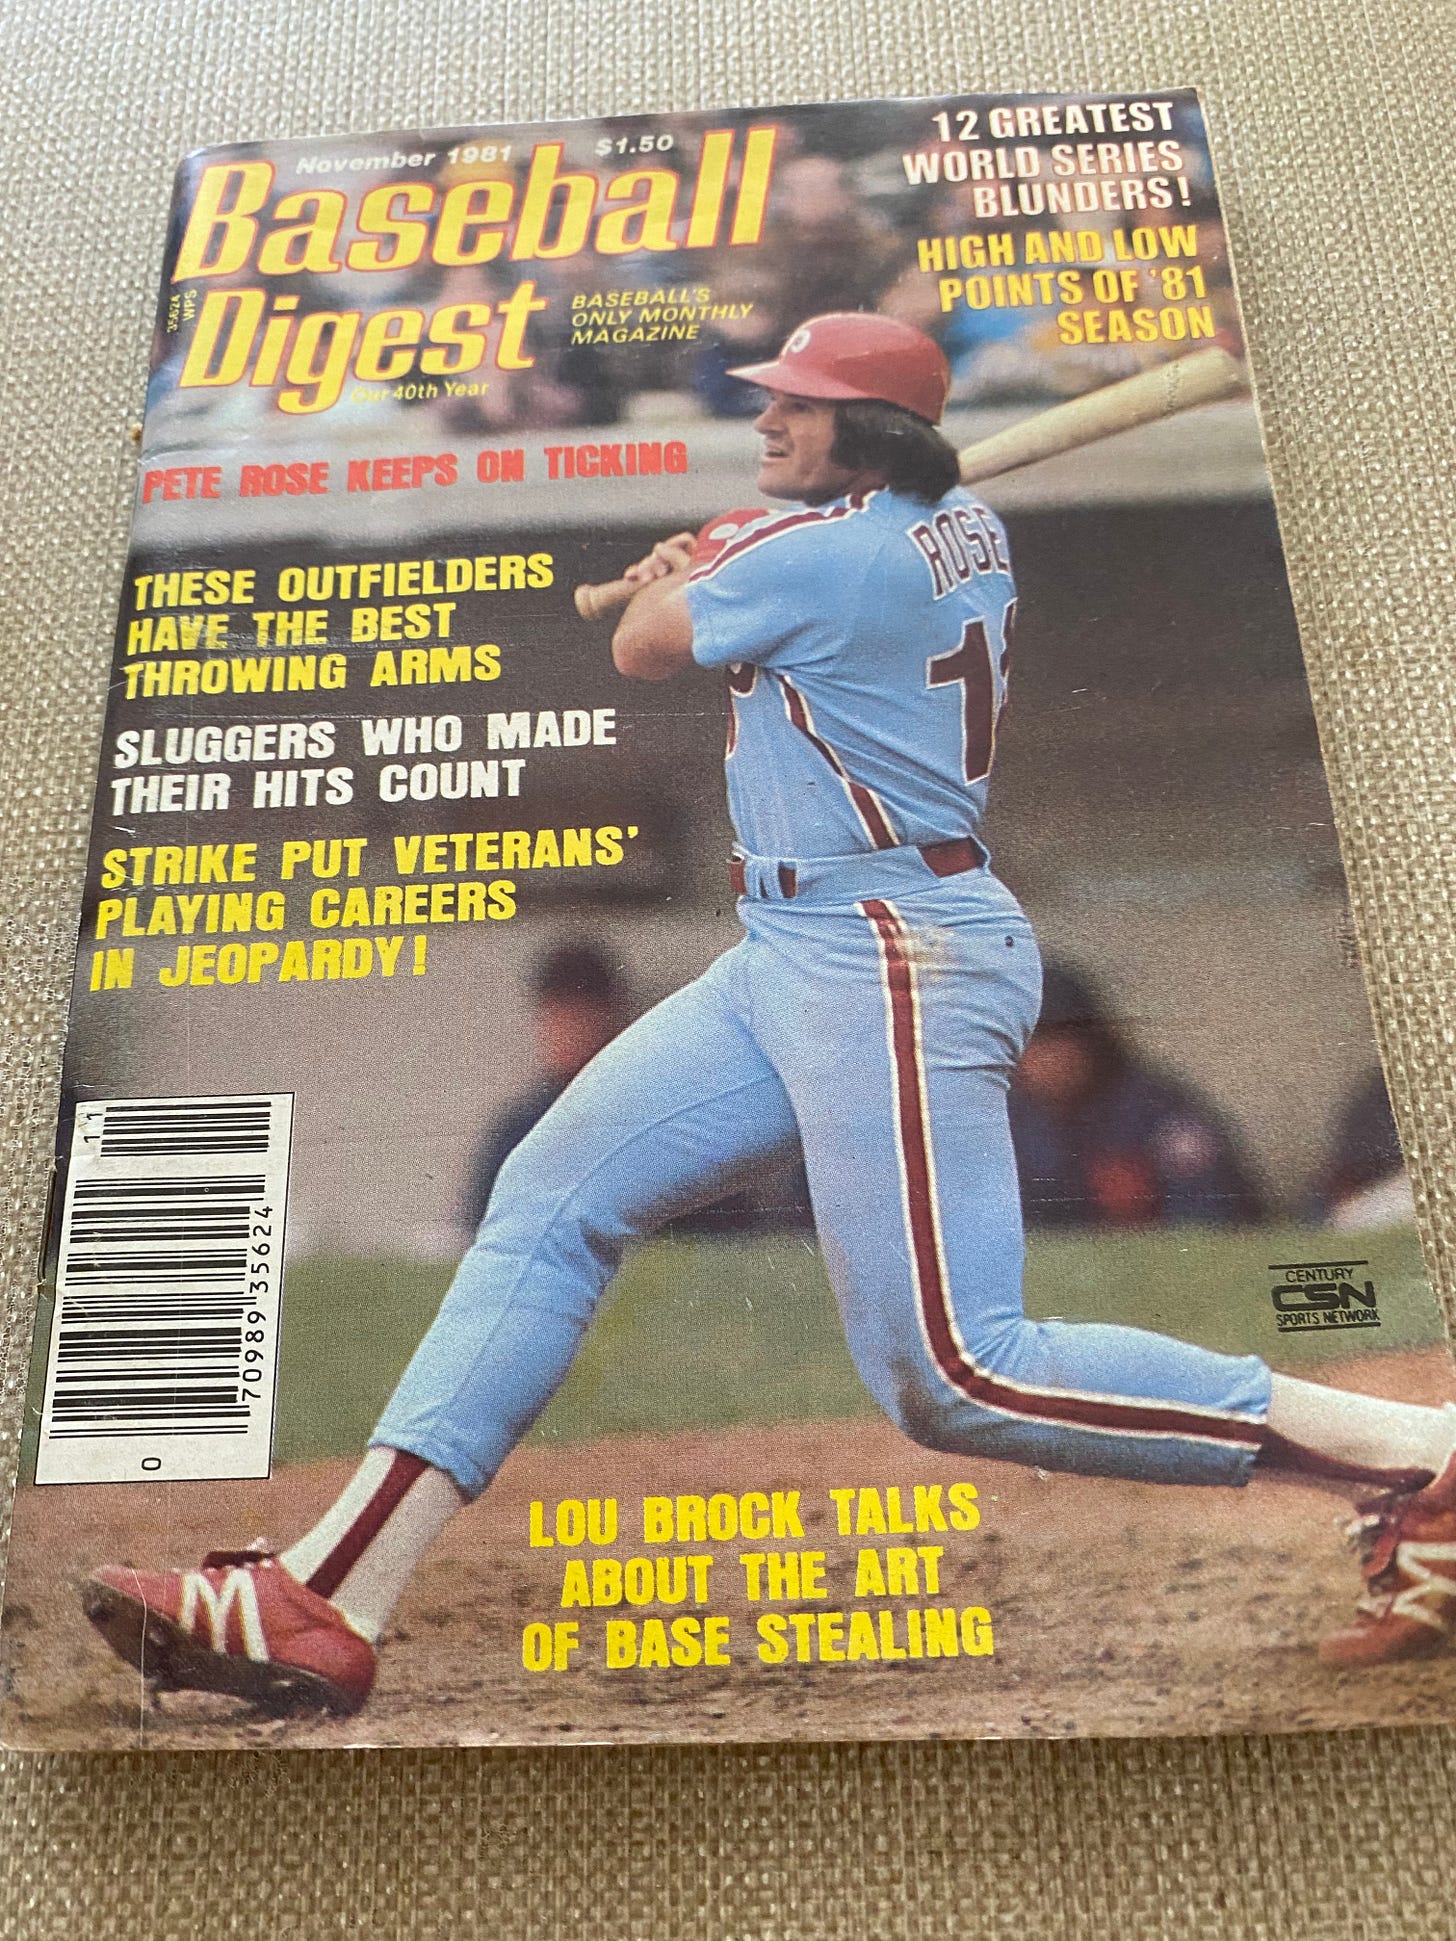 November 1981 $1.50
Baseball
Digest
BASEBALL'S
ONLY MONTHLY
MAGAZINE
Our 40th Year
35624
WPS
12 GREATEST
WORLD SERIES
BLUNDERS!
HIGH AND LOW
POINTS OF '81
SEASON
PETE ROSE KEEPS ON TICKING
THESE OUTFIELDERS
HAVE THE BEST
THROWING ARMS
SLUGGERS WHO MADE
THEIR HITS COUNT
STRIKE PUT VETERANS'
PLAYING CAREERS
IN JEOPARDY!
P
ROSE
CENTURY
CSN
SPORTS NETWORK
11
0 70989 35624
LOU BROCK TALKS
ABOUT THE ART
OF BASE STEALING